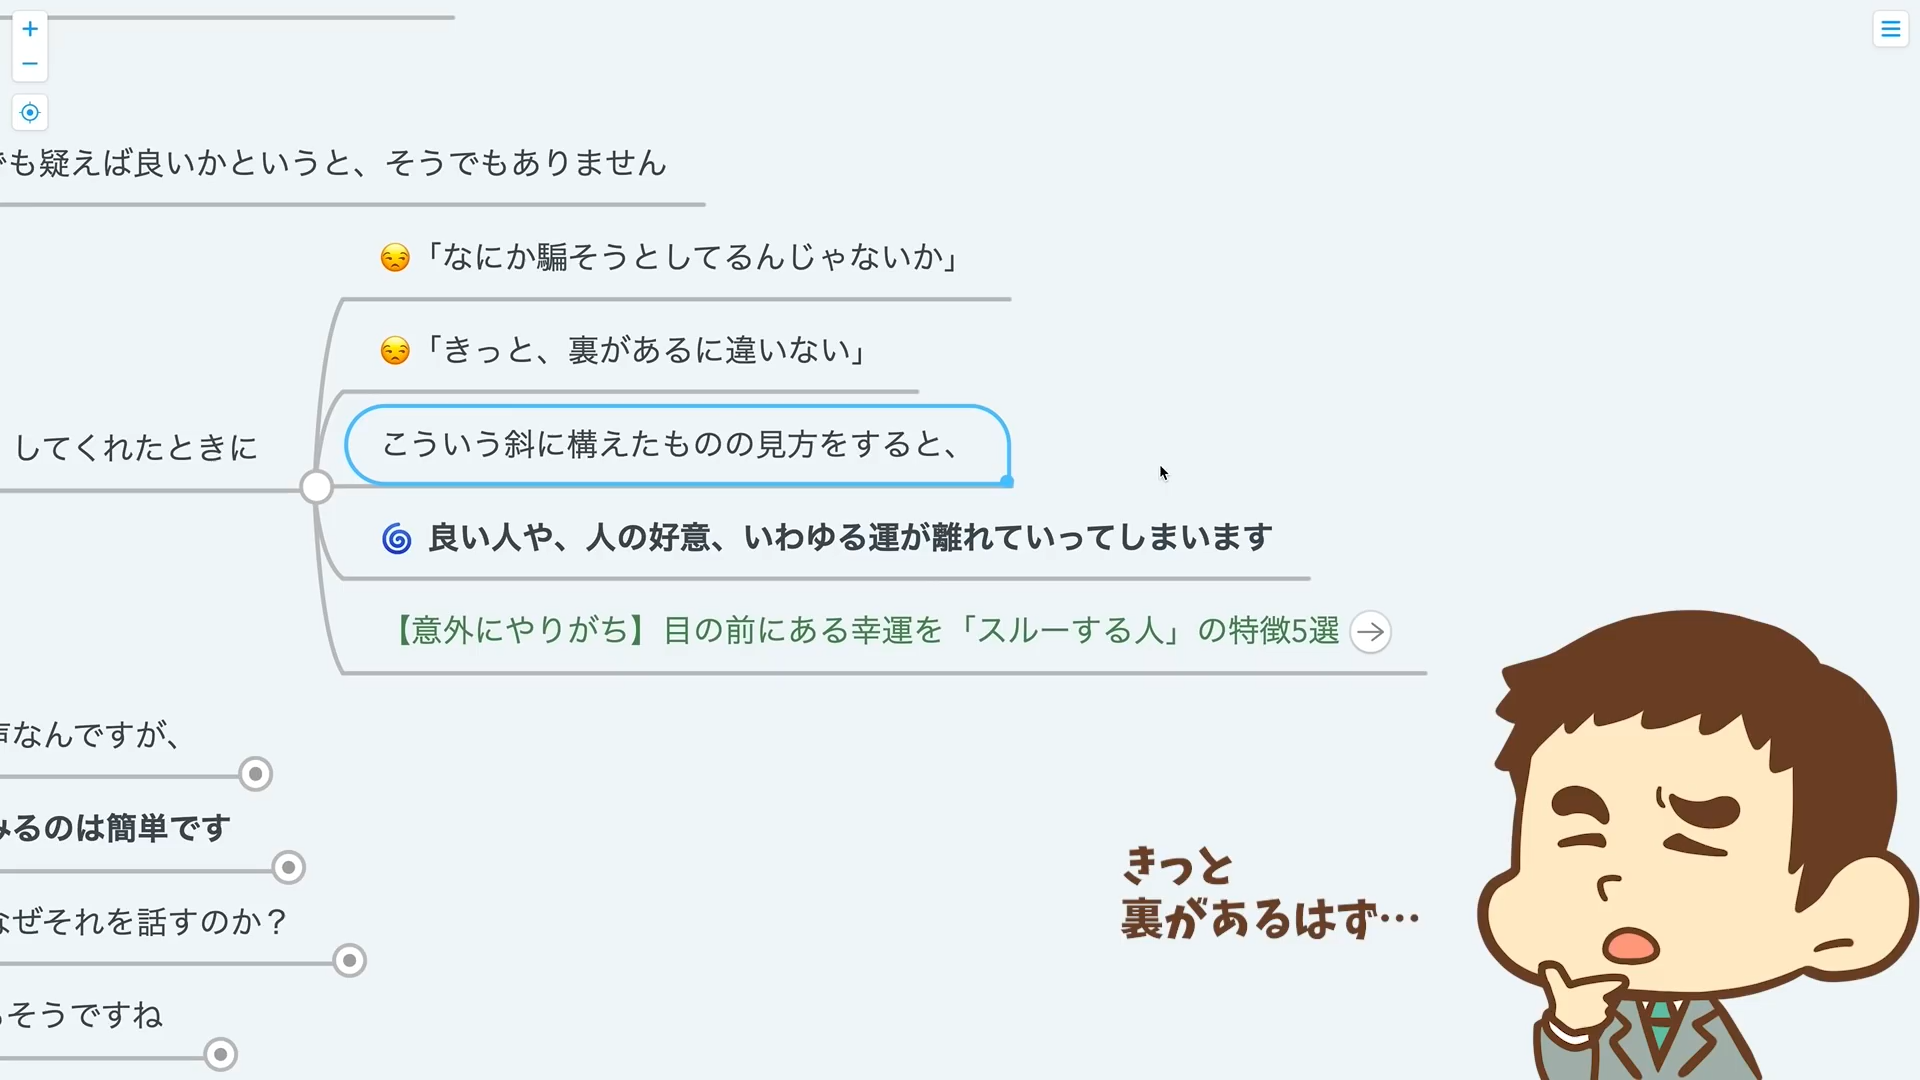 でも疑えば良いかというと、そうでもありません
「なにか騙そうとしてるんじゃないか」
「きっと、裏があるに違いない」
してくれたときに
こういう斜に構えたものの見方をすると、
良い人や、人の好意、いわゆる運が離れていってしまいます
【意外にやりがち】目の前にある幸運を「スルーする人」の特徴5選
声なんですが、
みるのは簡単です
なぜそれを話すのか？
そうですね
きっと
裏があるはず…